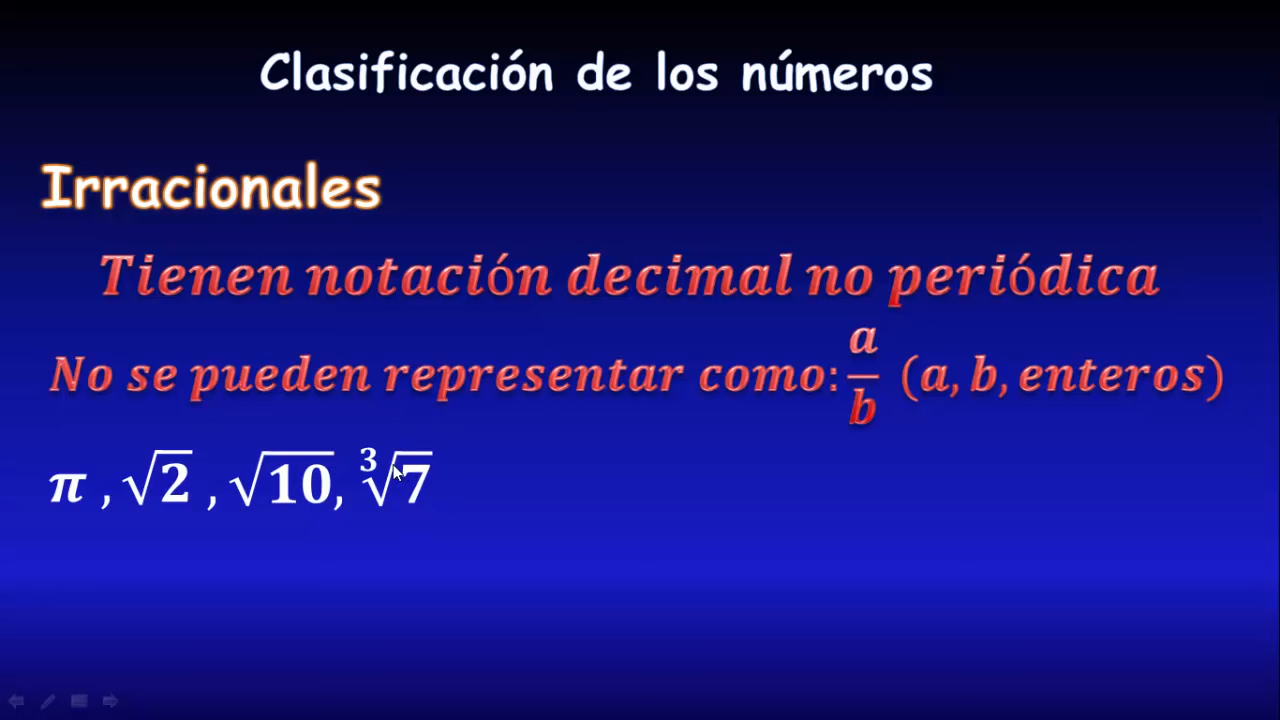 Clasificación de los números
Irracionales
Tienen notación decimal no periódica
No se pueden representar como: a/b (a, b, enteros)
π , √2 , √10, ∛7